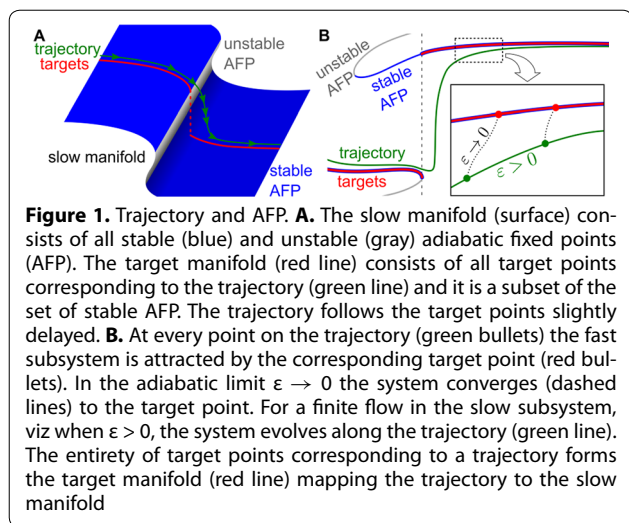 A
trajectory
targets
unstable
AFP
slow manifold
stable
AFP
B
unstable
AFP
stable
AFP
trajectory
targets
ε → 0
ε > 0
Figure 1. Trajectory and AFP. A. The slow manifold (surface) con-
sists of all stable (blue) and unstable (gray) adiabatic fixed points
(AFP). The target manifold (red line) consists of all target points
corresponding to the trajectory (green line) and it is a subset of the
set of stable AFP. The trajectory follows the target points slightly
delayed. B. At every point on the trajectory (green bullets) the fast
subsystem is attracted by the corresponding target point (red bul-
lets). In the adiabatic limit ε → 0 the system converges (dashed
lines) to the target point. For a finite flow in the slow subsystem,
viz when ε > 0, the system evolves along the trajectory (green line).
The entirety of target points corresponding to a trajectory forms
the target manifold (red line) mapping the trajectory to the slow
manifold